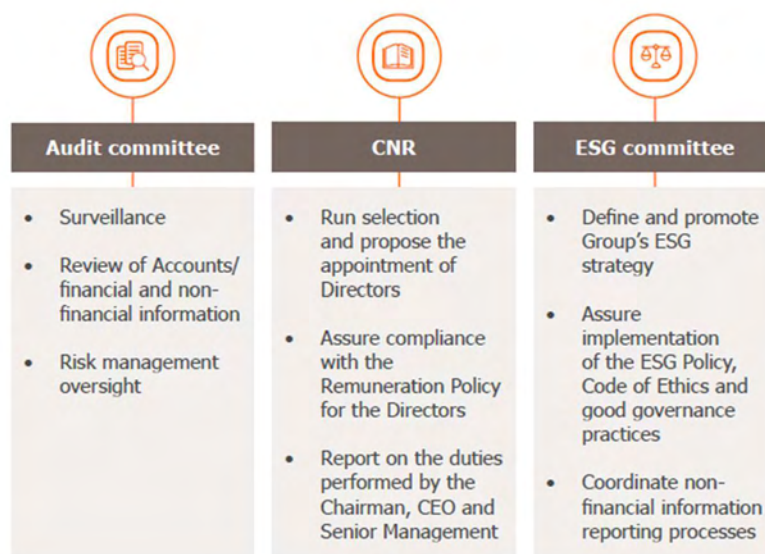 Audit committee
• Surveillance
• Review of Accounts/
financial and non-
financial information
• Risk management
oversight
CNR
• Run selection
and propose the
appointment of
Directors
• Assure compliance
with the
Remuneration Policy
for the Directors
• Report on the duties
performed by the
Chairman, CEO and
Senior Management
ESG committee
• Define and promote
Group's ESG
strategy
• Assure
implementation
of the ESG Policy,
Code of Ethics and
good governance
practices
• Coordinate non-
financial information
reporting processes